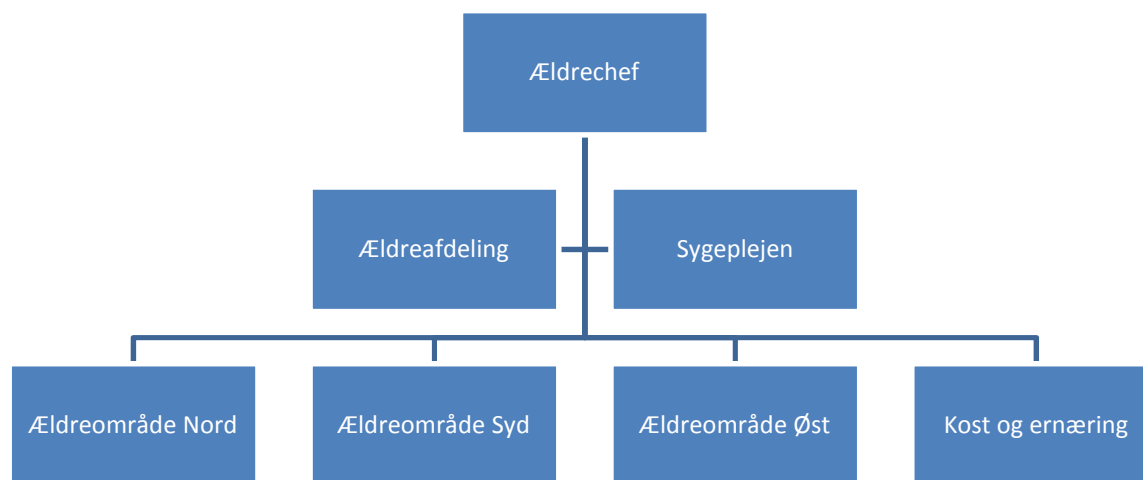 Ældrechef
Ældreafdeling
Sygeplejen
Ældreområde Nord
Ældreområde Syd
Ældreområde Øst
Kost og ernæring